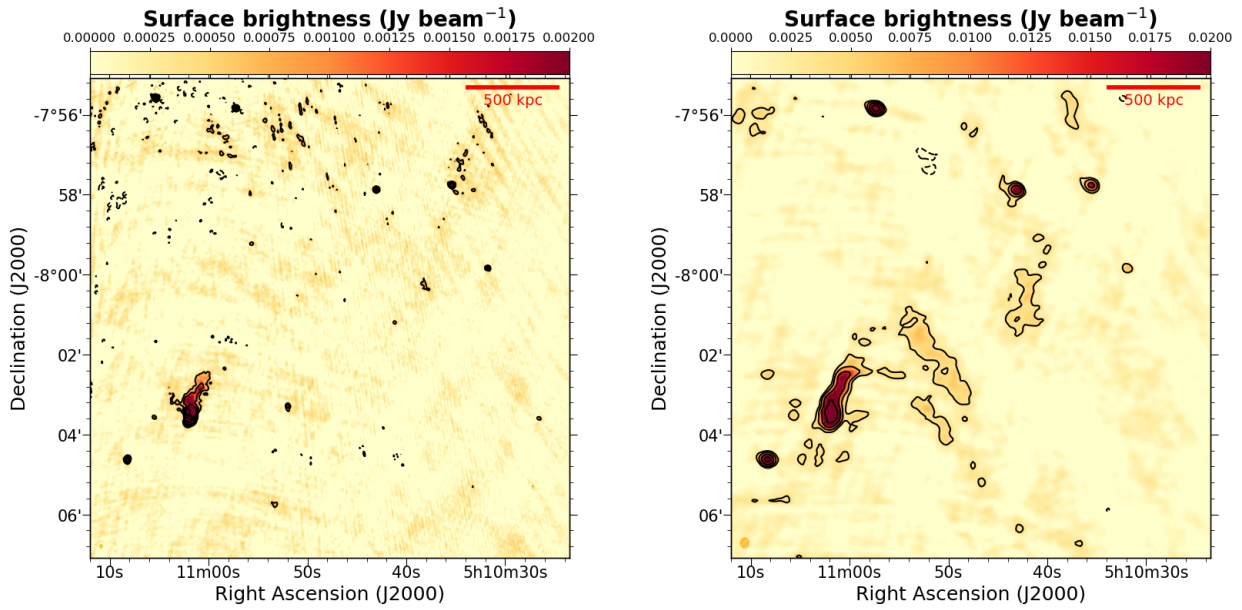 Surface brightness (Jy beam⁻¹)
0.00000 0.00025 0.00050 0.00075 0.00100 0.00125 0.00150 0.00175 0.00200
500 kpc
-7°56'
58'
-8°00'
02'
04'
06'
Declination (J2000)
10s 11m00s 50s 40s 5h10m30s
Right Ascension (J2000)
Surface brightness (Jy beam⁻¹)
0.0000 0.0025 0.0050 0.0075 0.0100 0.0125 0.0150 0.0175 0.0200
500 kpc
-7°56'
58'
-8°00'
02'
04'
06'
Declination (J2000)
10s 11m00s 50s 40s 5h10m30s
Right Ascension (J2000)